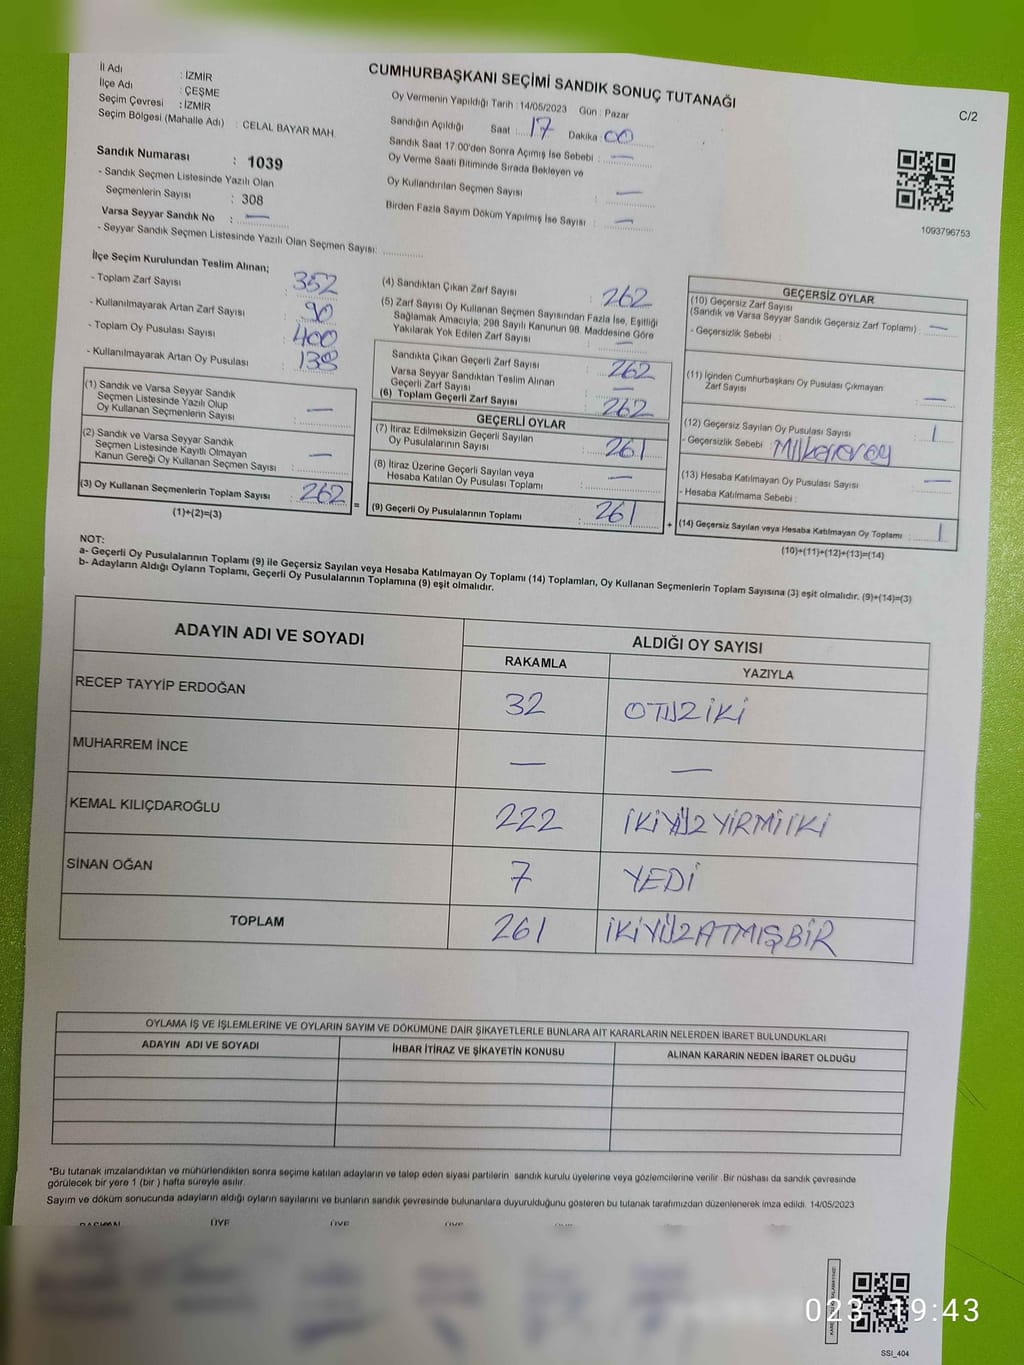 CUMHURBAŞKANI SEÇİMİ SANDIK SONUÇ TUTANAĞI
C/2
İl Adı : İZMİR
İlçe Adı : ÇEŞME
Seçim Çevresi : İZMİR
Seçim Bölgesi (Mahalle Adı) : CELAL BAYAR MAH.
Sandık Numarası : 1039
- Sandık Seçmen Listesinde Yazılı Olan
Seçmenlerin Sayısı : 308
Varsa Seyyar Sandık No : —
- Seyyar Sandık Seçmen Listesinde Yazılı Olan Seçmen Sayısı: ..............
Oy Vermenin Yapıldığı Tarih : 14/05/2023 Gün : Pazar
Sandığın Açıldığı Saat : 17 Dakika : 00
Sandık Saat 17:00'den Sonra Açımış İse Sebebi : —
Oy Verme Saati Bitiminde Sırada Bekleyen ve
Oy Kullandırılan Seçmen Sayısı : —
Birden Fazla Sayım Döküm Yapılmış İse Sayısı : —
1093796753
İlçe Seçim Kurulundan Teslim Alınan;
- Toplam Zarf Sayısı : 352
- Kullanılmayarak Artan Zarf Sayısı : 90
- Toplam Oy Pusulası Sayısı : 400
- Kullanılmayarak Artan Oy Pusulası : 138
(1) Sandık ve Varsa Seyyar Sandık
Seçmen Listesinde Yazılı Olup
Oy Kullanan Seçmenlerin Sayısı : —
(2) Sandık ve Varsa Seyyar Sandık
Seçmen Listesinde Kayıtlı Olmayan
Kanun Gereği Oy Kullanan Seçmen Sayısı : —
(3) Oy Kullanan Seçmenlerin Toplam Sayısı : 262 =
(1)+(2)=(3)
(4) Sandıktan Çıkan Zarf Sayısı : 262
(5) Zarf Sayısı Oy Kullanan Seçmen Sayısından Fazla İse, Eşitliği
Sağlamak Amacıyla; 298 Sayılı Kanunun 98. Maddesine Göre
Yakılarak Yok Edilen Zarf Sayısı : —
Sandıkta Çıkan Geçerli Zarf Sayısı : 262
Varsa Seyyar Sandıktan Teslim Alınan
Geçerli Zarf Sayısı : —
(6) Toplam Geçerli Zarf Sayısı : 262
GEÇERLİ OYLAR
(7) İtiraz Edilmeksizin Geçerli Sayılan
Oy Pusulalarının Sayısı : 261
(8) İtiraz Üzerine Geçerli Sayılan veya
Hesaba Katılan Oy Pusulası Toplamı : —
(9) Geçerli Oy Pusulalarının Toplamı : 261 +
GEÇERSİZ OYLAR
(10) Geçersiz Zarf Sayısı
(Sandık ve Varsa Seyyar Sandık Geçersiz Zarf Toplamı) : —
- Geçersizlik Sebebi :
(11) İçinden Cumhurbaşkanı Oy Pusulası Çıkmayan
Zarf Sayısı : —
(12) Geçersiz Sayılan Oy Pusulası Sayısı : 1
- Geçersizlik Sebebi :
(13) Hesaba Katılmayan Oy Pusulası Sayısı : —
- Hesaba Katılmama Sebebi :
(14) Geçersiz Sayılan veya Hesaba Katılmayan Oy Toplamı : 1
(10)+(11)+(12)+(13)=(14)
NOT:
a- Geçerli Oy Pusulalarının Toplamı (9) ile Geçersiz Sayılan veya Hesaba Katılmayan Oy Toplamı (14) Toplamları, Oy Kullanan Seçmenlerin Toplam Sayısına (3) eşit olmalıdır. (9)+(14)=(3)
b- Adayların Aldığı Oyların Toplamı, Geçerli Oy Pusulalarının Toplamına (9) eşit olmalıdır.
ADAYIN ADI VE SOYADI
ALDIĞI OY SAYISI
RAKAMLA YAZIYLA
RECEP TAYYİP ERDOĞAN 32 OTUZ İKİ
MUHARREM İNCE — —
KEMAL KILIÇDAROĞLU 222 İKİYÜZ YİRMİ İKİ
SİNAN OĞAN 7 YEDİ
TOPLAM 261 İKİYÜZATMIŞBİR
OYLAMA İŞ VE İŞLEMLERİNE VE OYLARIN SAYIM VE DÖKÜMÜNE DAİR ŞİKAYETLERLE BUNLARA AİT KARARLARIN NELERDEN İBARET BULUNDUKLARI
ADAYIN ADI VE SOYADI İHBAR İTİRAZ VE ŞİKAYETİN KONUSU ALINAN KARARIN NEDEN İBARET OLDUĞU
*Bu tutanak imzalandıktan ve mühürlendikten sonra seçime katılan adayların ve talep eden siyasi partilerin sandık kurulu üyelerine veya gözlemcilerine verilir. Bir nüshası da sandık çevresinde
görülecek bir yere 1 (bir ) hafta süreyle asılır.
Sayım ve döküm sonucunda adayların aldığı oyların sayılarını ve bunların sandık çevresinde bulunanlara duyurulduğunu gösteren bu tutanak tarafımızdan düzenlenerek imza edildi. 14/05/2023
BAŞKAN ÜYE ÜYE ÜYE
023 19:43
SSI_404